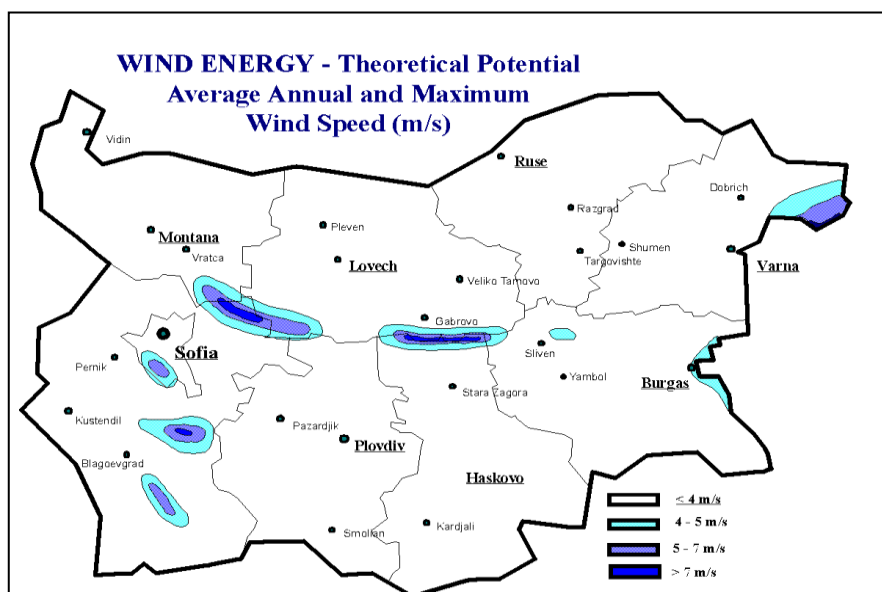 WIND ENERGY - Theoretical Potential
Average Annual and Maximum
Wind Speed (m/s)
Vidin
Ruse
Dobrich
Razgrad
Pleven
Montana
Shumen
Vratca
Targovishte
Varna
Lovech
Veliko Tarnovo
Gabrovo
Sliven
Sofia
Pernik
Yambol
Burgas
Stara Zagora
Kustendil
Pazardjik
Plovdiv
Blagoevgrad
Haskovo
Smolian
Kardjali
< 4 m/s
4 - 5 m/s
5 - 7 m/s
> 7 m/s